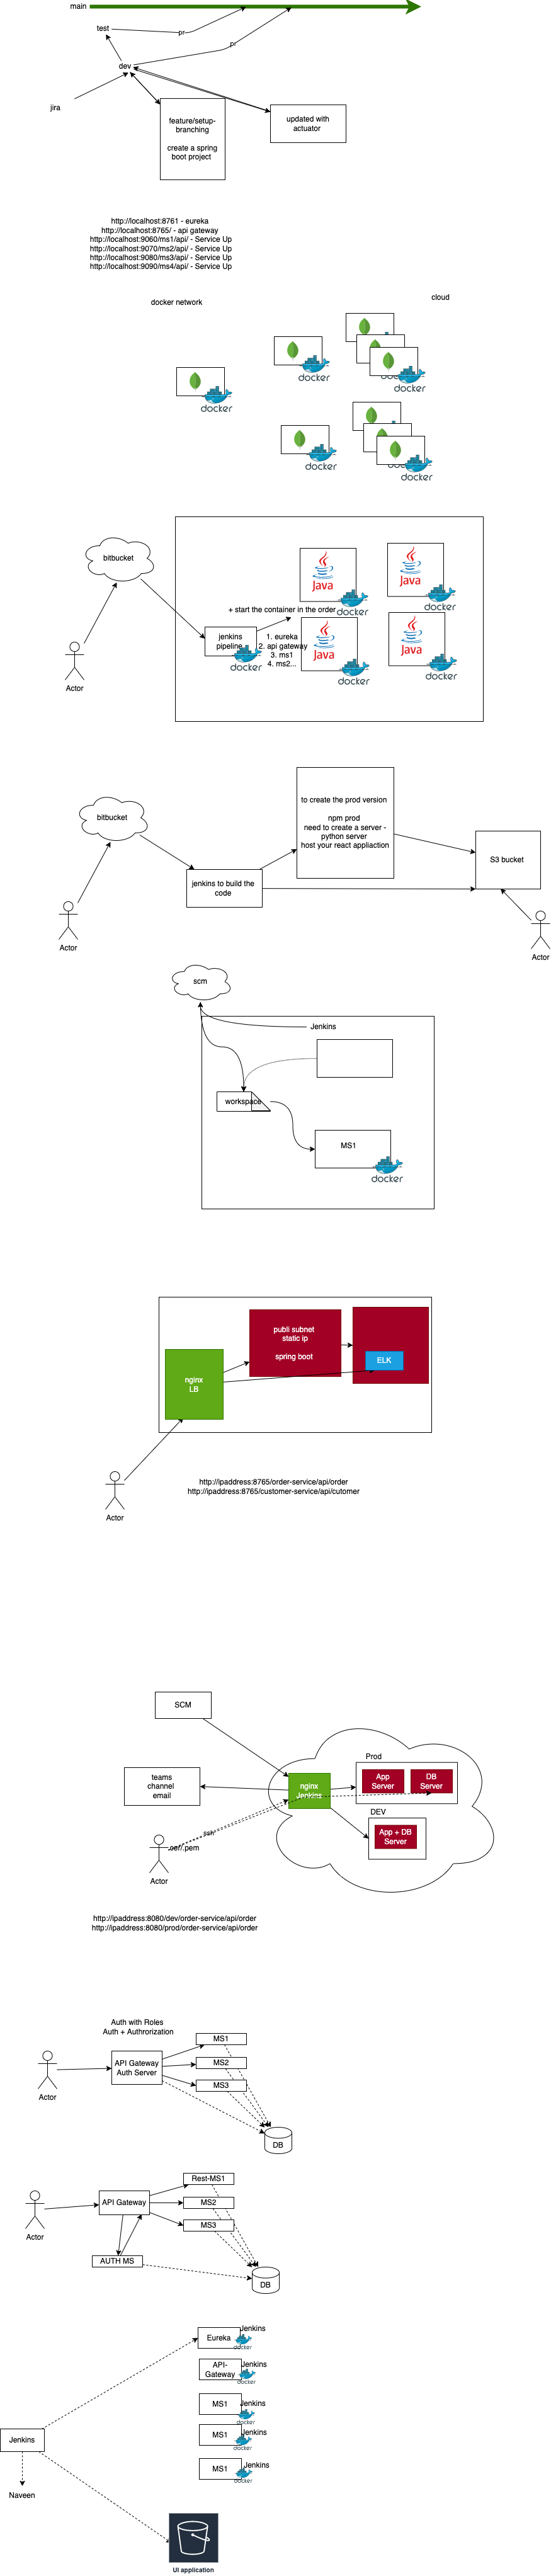 main
test
pr
pr
dev
jira
feature/setup-
branching
create a spring
boot project
updated with
actuator
http://localhost:8761 - eureka
http://localhost:8765/ - api gateway
http://localhost:9060/ms1/api/ - Service Up
http://localhost:9070/ms2/api/ - Service Up
http://localhost:9080/ms3/api/ - Service Up
http://localhost:9090/ms4/api/ - Service Up
docker network
cloud
docker
docker
docker
docker
docker
docker
docker
bitbucket
Java
docker
Java
docker
+ start the container in the order
jenkins
pipeline
docker
1. eureka
2. api gateway
3. ms1
4. ms2...
Java
docker
Java
docker
Actor
to create the prod version
npm prod
need to create a server -
python server
host your react appliaction
bitbucket
S3 bucket
jenkins to build the
code
Actor
Actor
scm
Jenkins
workspace
MS1
docker
publi subnet
static ip
spring boot
ELK
nginx
LB
Actor
http://ipaddress:8765/order-service/api/order
http://ipaddress:8765/customer-service/api/cutomer
SCM
Prod
teams
channel
email
nginx
Jenkins
App
Server
DB
Server
DEV
App + DB
Server
ssh
.cer/.pem
Actor
http://ipaddress:8080/dev/order-service/api/order
http://ipaddress:8080/prod/order-service/api/order
Auth with Roles
Auth + Authrorization
MS1
API Gateway
Auth Server
MS2
MS3
Actor
DB
Rest-MS1
API Gateway
MS2
MS3
Actor
AUTH MS
DB
Eureka
Jenkins
docker
API-
Gateway
Jenkins
docker
MS1
Jenkins
docker
MS1
Jenkins
docker
MS1
Jenkins
docker
Jenkins
Naveen
UI application